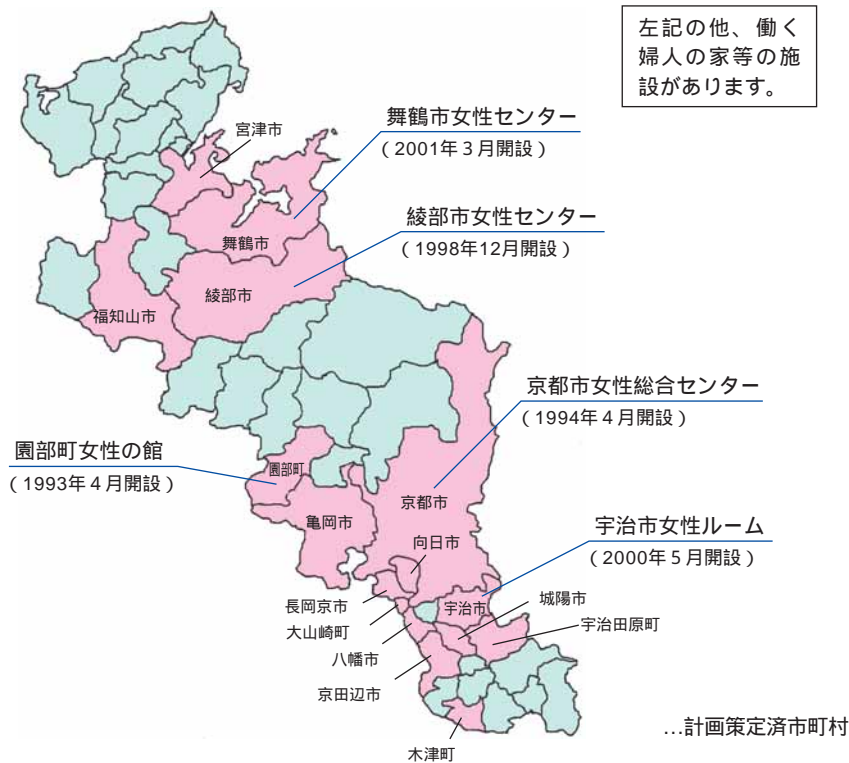 左記の他、働く
婦人の家等の施
設があります。
舞鶴市女性センター
（2001年３月開設）
宮津市
綾部市女性センター
（1998年12月開設）
舞鶴市
綾部市
福知山市
京都市女性総合センター
（1994年４月開設）
園部町女性の館
（1993年４月開設）
園部町
京都市
亀岡市
宇治市女性ルーム
（2000年５月開設）
向日市
長岡京市
宇治市
城陽市
大山崎町
宇治田原町
八幡市
京田辺市
…計画策定済市町村
木津町